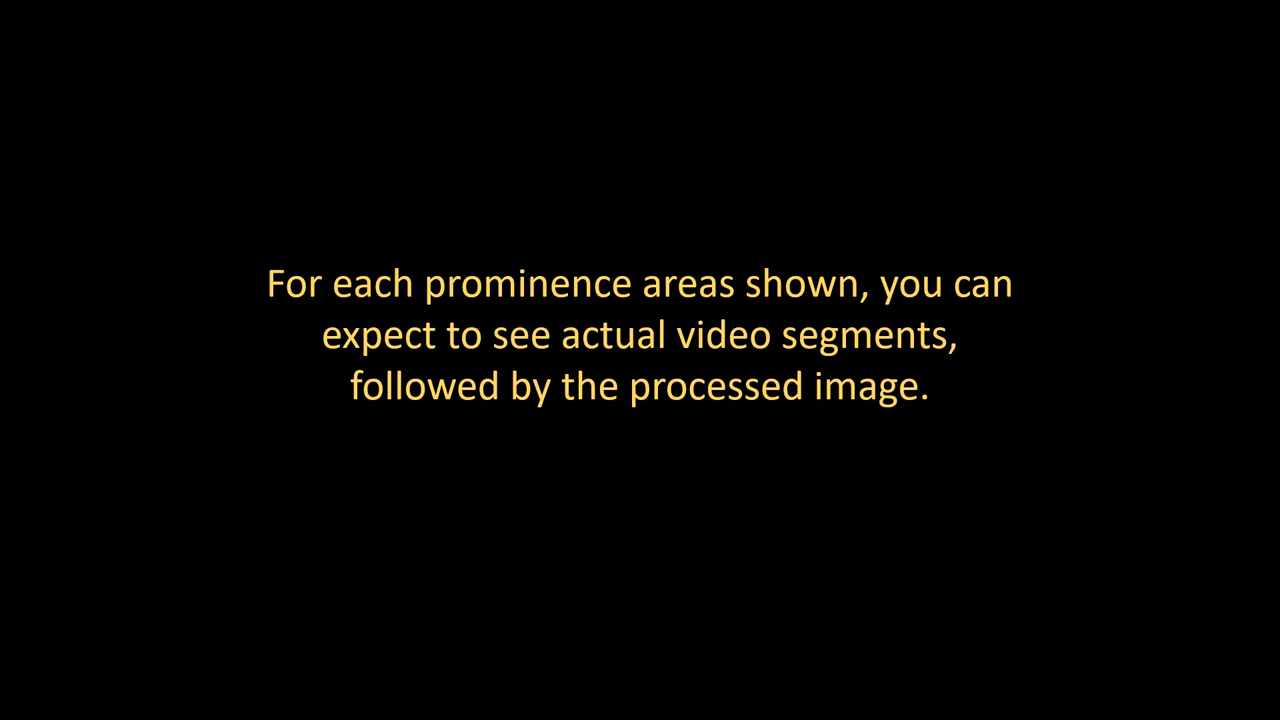 For each prominence areas shown, you can
expect to see actual video segments,
followed by the processed image.